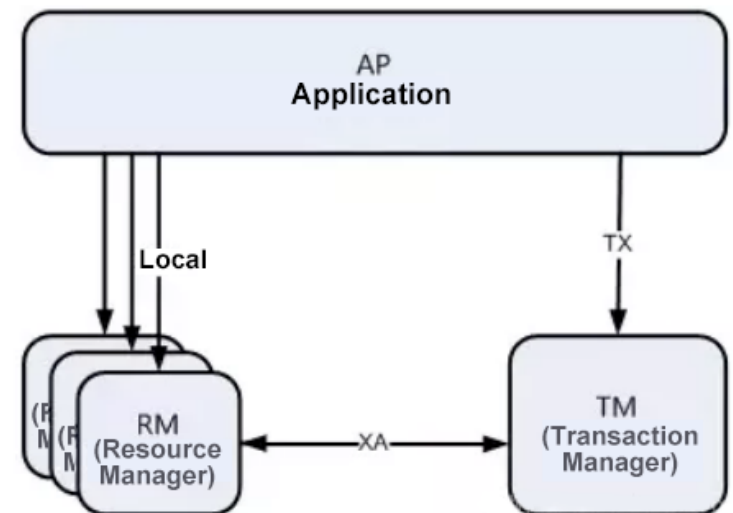 AP
Application
Local
TX
RM
(Resource
Manager)
XA
TM
(Transaction
Manager)